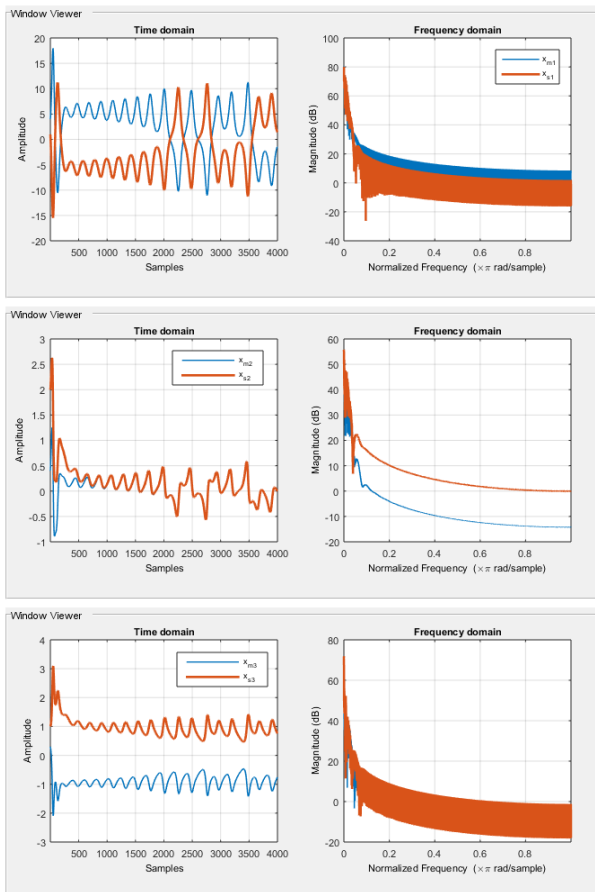 Window Viewer
Time domain
Frequency domain
20
15
10
5
0
-5
-10
-15
-20
Amplitude
500 1000 1500 2000 2500 3000 3500 4000
Samples
100
80
60
40
20
0
-20
-40
Magnitude (dB)
x_m1
x_s1
0 0.2 0.4 0.6 0.8
Normalized Frequency (×π rad/sample)
Window Viewer
Time domain
Frequency domain
3
2.5
2
1.5
1
0.5
0
-0.5
-1
Amplitude
x_m2
x_s2
500 1000 1500 2000 2500 3000 3500 4000
Samples
60
50
40
30
20
10
0
-10
-20
Magnitude (dB)
0 0.2 0.4 0.6 0.8
Normalized Frequency (×π rad/sample)
Window Viewer
Time domain
Frequency domain
4
3
2
1
0
-1
-2
-3
Amplitude
x_m3
x_s3
500 1000 1500 2000 2500 3000 3500 4000
Samples
80
60
40
20
0
-20
Magnitude (dB)
0 0.2 0.4 0.6 0.8
Normalized Frequency (×π rad/sample)